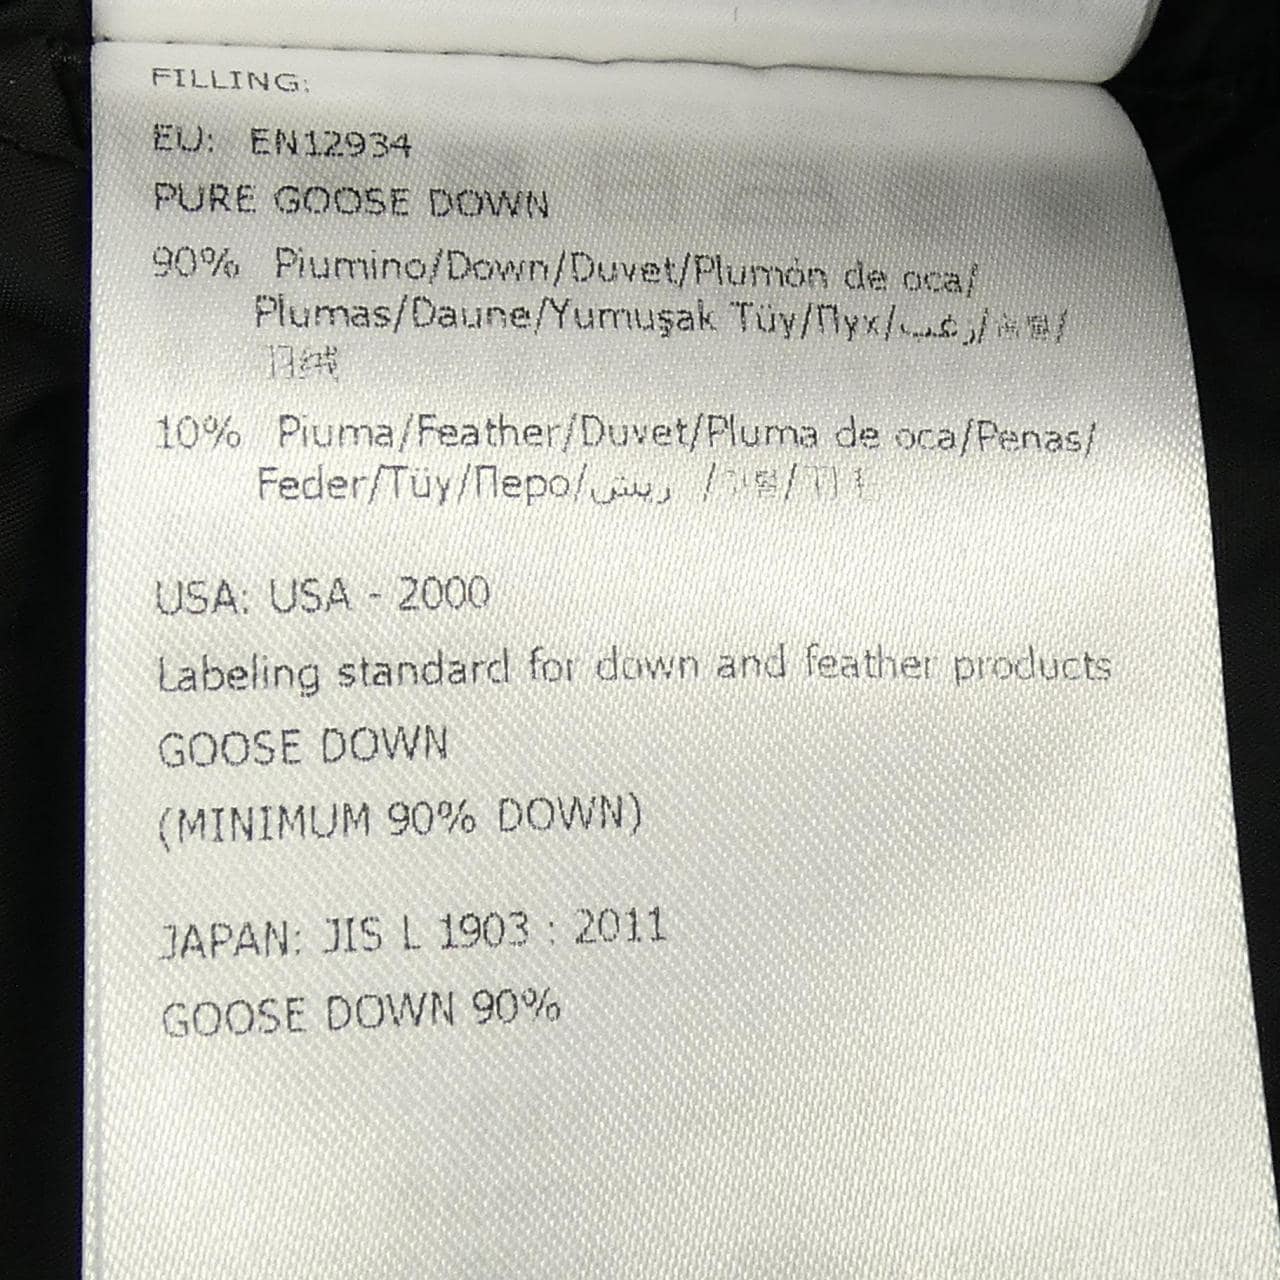 FILLING:
EU: EN12934
PURE GOOSE DOWN
90% Piumino/Down/Duvet/Plumón de oca/
Plumas/Daune/Yumuşak Tüy/Пух/زغب/
10% Piuma/Feather/Duvet/Pluma de oca/Penas/
Feder/Tüy/Перо/ريش /
USA: USA - 2000
Labeling standard for down and feather products
GOOSE DOWN
(MINIMUM 90% DOWN)
JAPAN: JIS L 1903 : 2011
GOOSE DOWN 90%